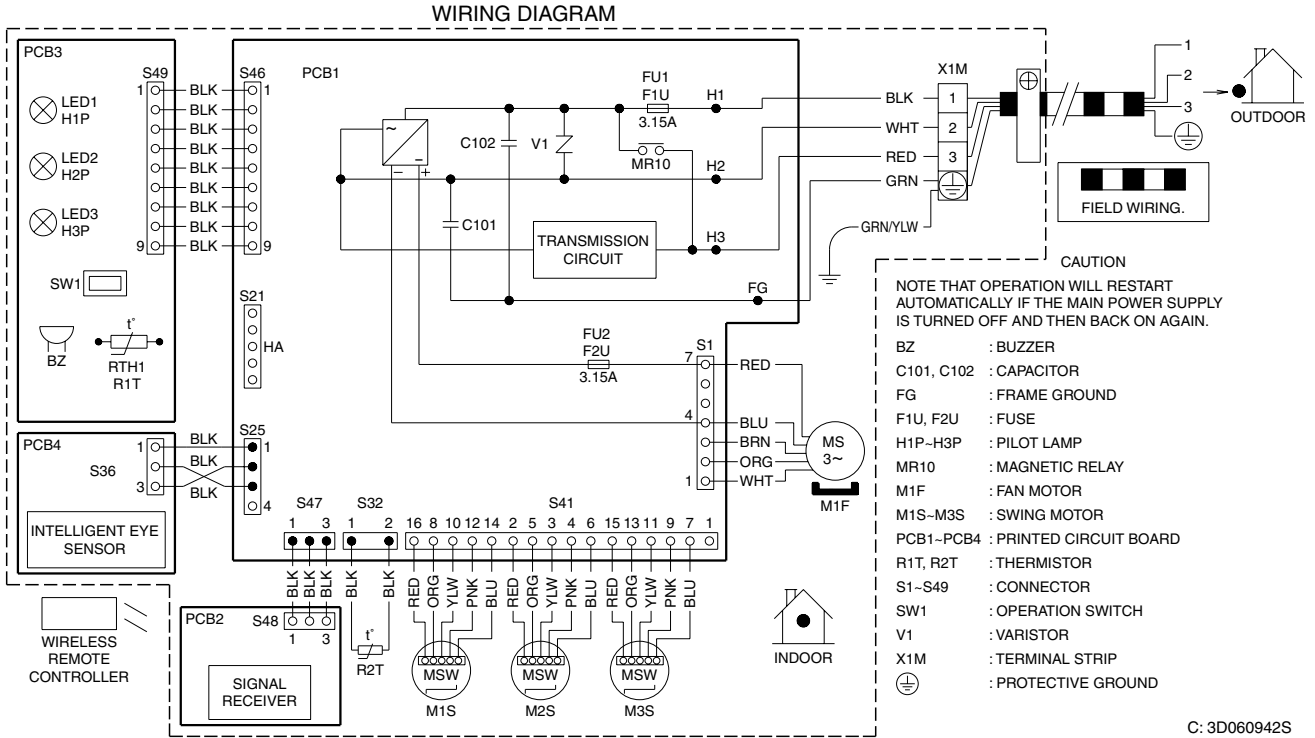 WIRING DIAGRAM
PCB3
LED1
H1P
LED2
H2P
LED3
H3P
SW1
BZ
t°
RTH1
R1T
S49
1
9
BLK
BLK
BLK
BLK
BLK
BLK
BLK
BLK
BLK
S46
1
9
PCB1
S21
HA
~
−
−
+
C102
V1
FU1
F1U
3.15A
MR10
H1
H2
H3
C101
TRANSMISSION
CIRCUIT
FG
FU2
F2U
3.15A
S1
7
4
1
RED
BLU
BRN
ORG
WHT
MS
3~
M1F
X1M
BLK
WHT
RED
GRN
GRN/YLW
1
2
3
1
2
3
OUTDOOR
FIELD WIRING.
PCB4
S36
1
3
BLK
BLK
BLK
S25
1
4
INTELLIGENT EYE
SENSOR
S47
1 3
S32
1 2
S41
16 8 10 12 14 2 5 3 4 6 15 13 11 9 7 1
BLK BLK BLK BLK BLK
RED ORG YLW PNK BLU RED ORG YLW PNK BLU RED ORG YLW PNK BLU
WIRELESS
REMOTE
CONTROLLER
PCB2
S48
1 3
SIGNAL
RECEIVER
t°
R2T
MSW
M1S
MSW
M2S
MSW
M3S
INDOOR
CAUTION
NOTE THAT OPERATION WILL RESTART
AUTOMATICALLY IF THE MAIN POWER SUPPLY
IS TURNED OFF AND THEN BACK ON AGAIN.
BZ : BUZZER
C101, C102 : CAPACITOR
FG : FRAME GROUND
F1U, F2U : FUSE
H1P~H3P : PILOT LAMP
MR10 : MAGNETIC RELAY
M1F : FAN MOTOR
M1S~M3S : SWING MOTOR
PCB1~PCB4 : PRINTED CIRCUIT BOARD
R1T, R2T : THERMISTOR
S1~S49 : CONNECTOR
SW1 : OPERATION SWITCH
V1 : VARISTOR
X1M : TERMINAL STRIP
: PROTECTIVE GROUND
C: 3D060942S